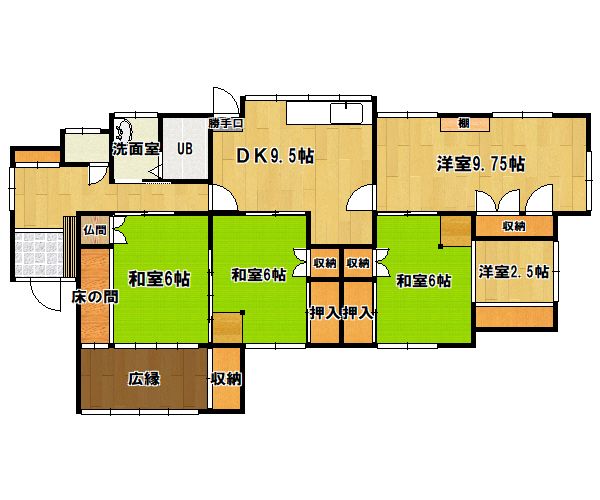 勝手口
棚
洗面室
UB
DK9.5帖
洋室9.75帖
仏間
収納
和室6帖
和室6帖
収納
収納
和室6帖
洋室2.5帖
床の間
押入
押入
広縁
収納